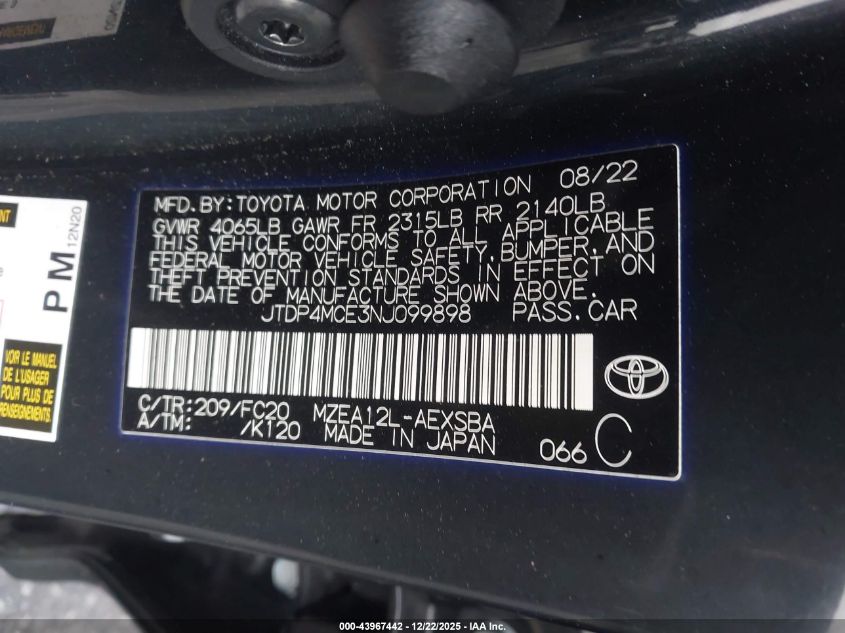 MFD.BY:TOYOTA MOTOR CORPORATION 08/22
GVWR 4065LB GAWR FR 2315LB RR 2140LB
THIS VEHICLE CONFORMS TO ALL APPLICABLE
FEDERAL MOTOR VEHICLE SAFETY,BUMPER,AND
THEFT PREVENTION STANDARDS IN EFFECT ON
THE DATE OF MANUFACTURE SHOWN ABOVE.
JTDP4MCE3NJ099898 PASS.CAR
C/TR:209/FC20 MZEA12L-AEXSBA
A/TM: /K120 MADE IN JAPAN 066 C
PM 12N20
VOIR LE MANUEL
DE L'USAGER
POUR PLUS DE
RENSEIGNEMENTS
000-43967442 - 12/22/2025 - IAA Inc.